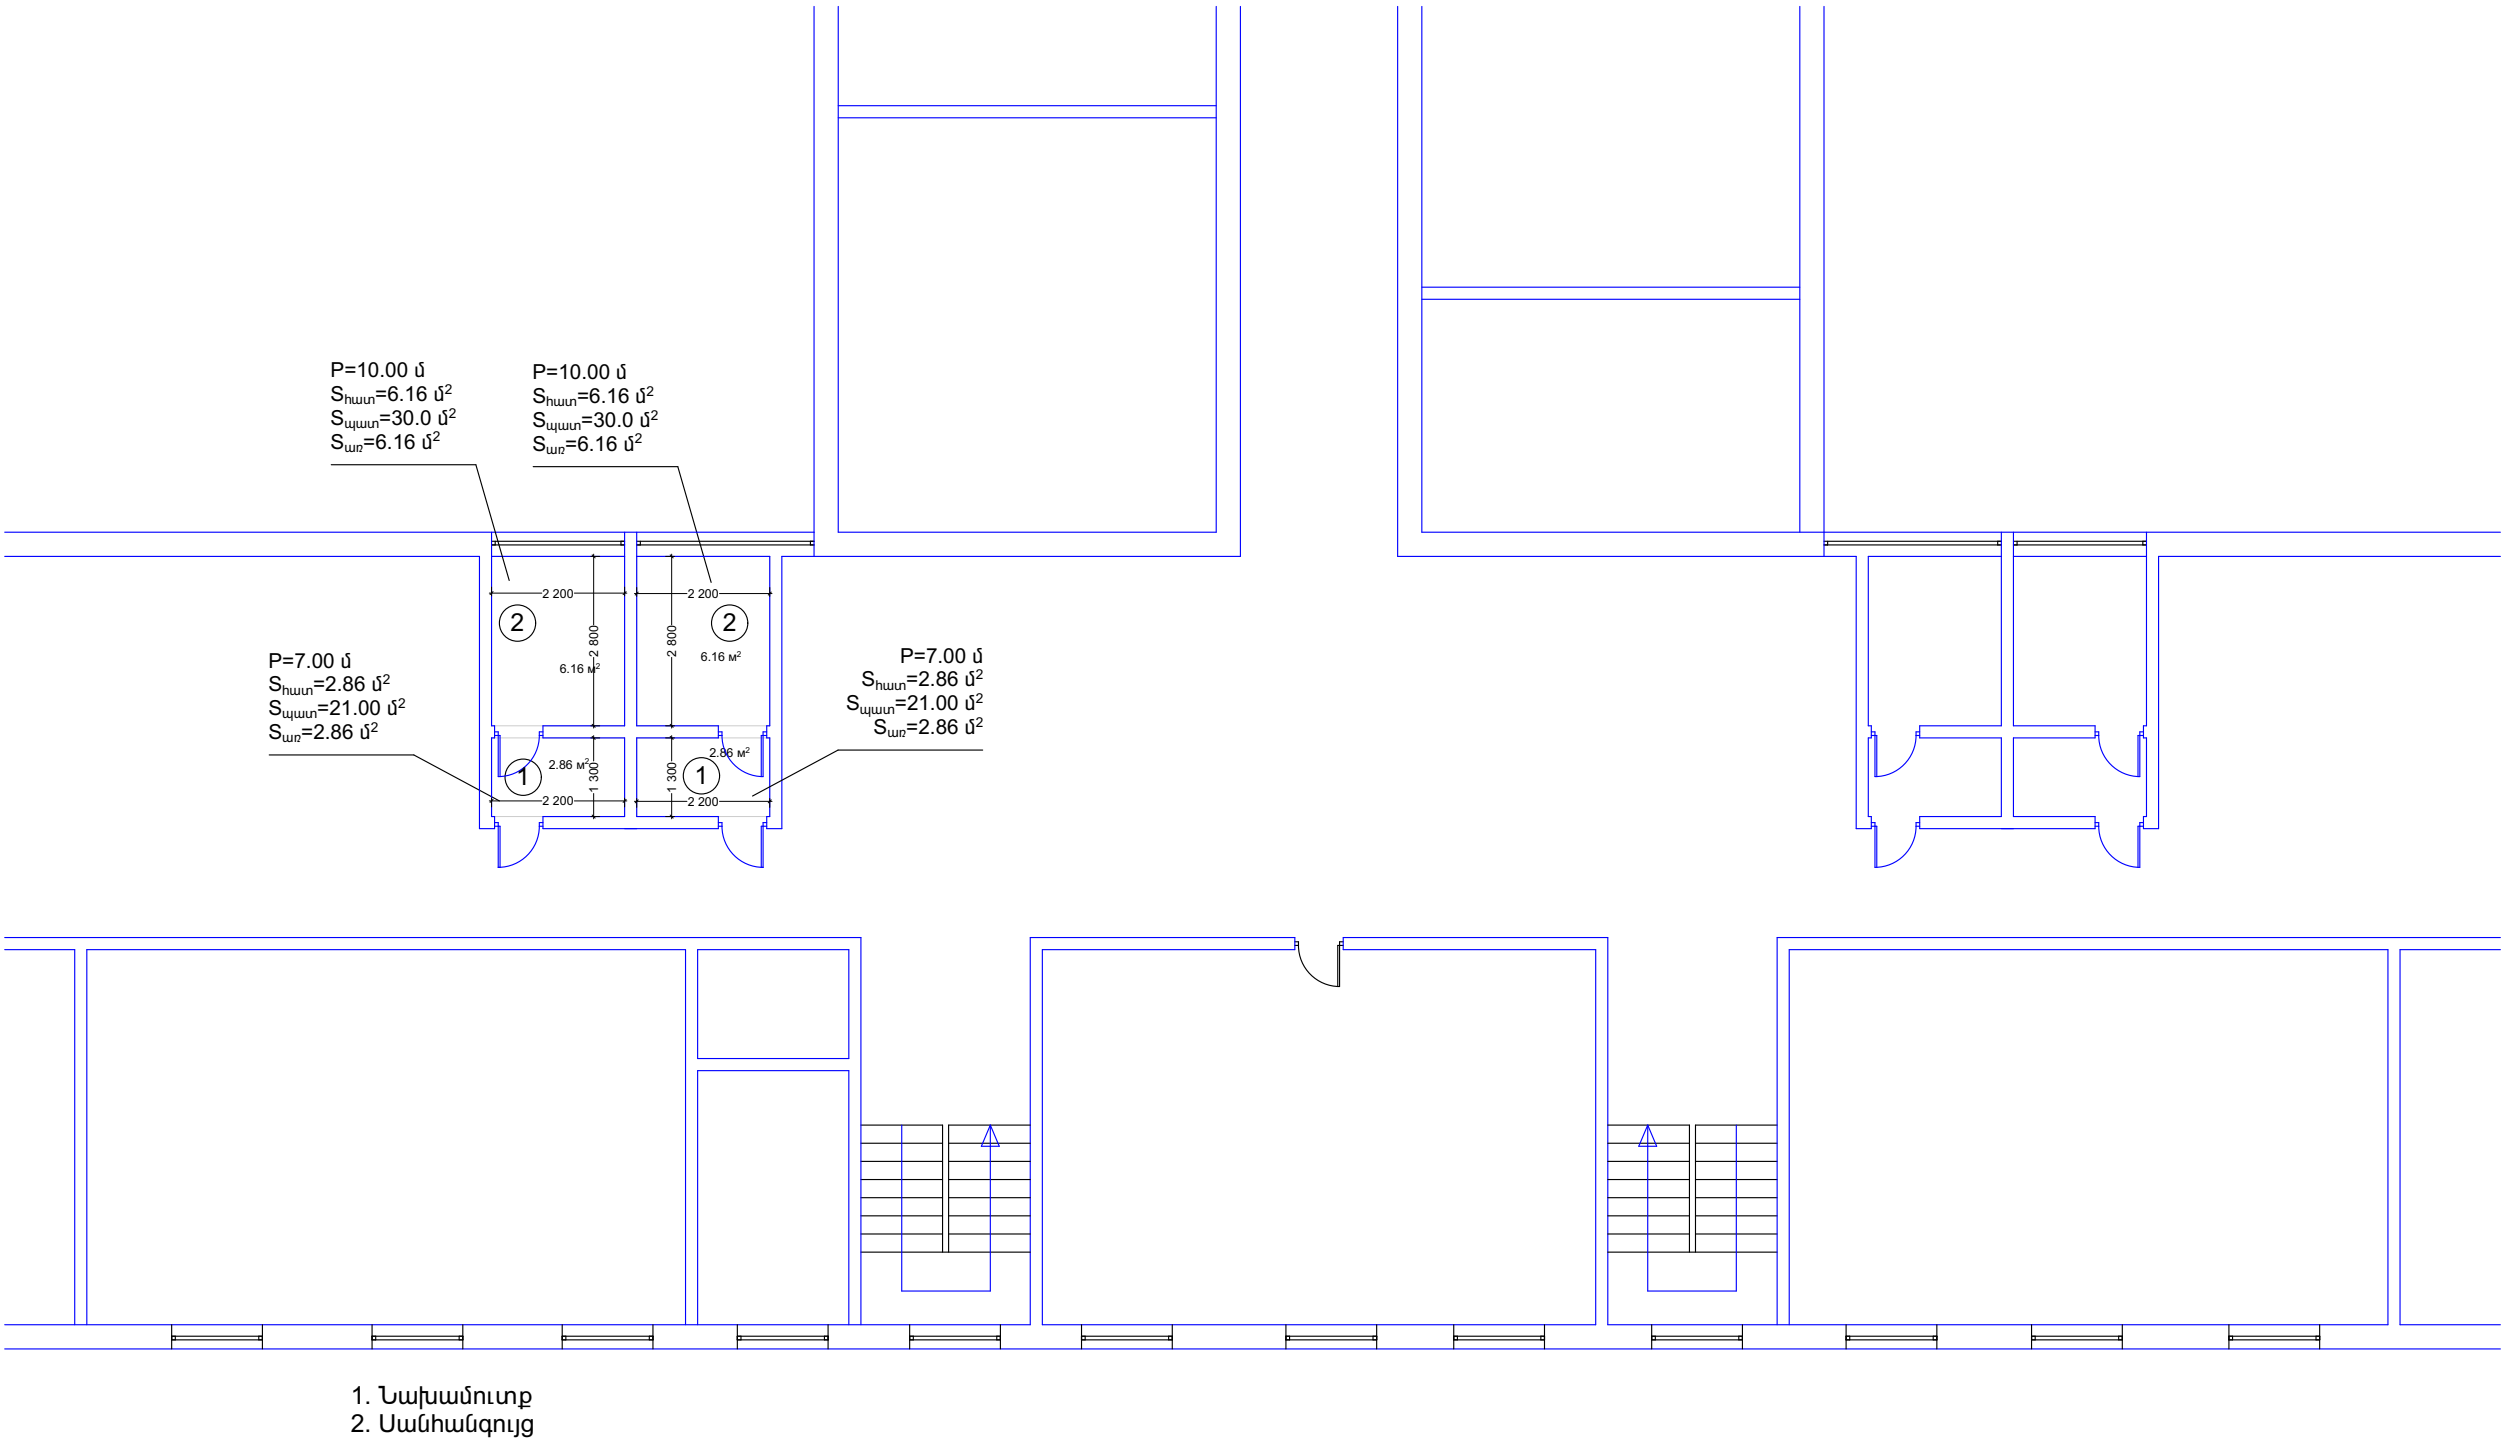 P=10.00 մ
Sհատ=6.16 մ²
Sպատ=30.0 մ²
Sառ=6.16 մ²
P=10.00 մ
Sհատ=6.16 մ²
Sպատ=30.0 մ²
Sառ=6.16 մ²
2 200
2 200
2
2
2 800
2 800
6.16 м²
6.16 м²
P=7.00 մ
Sհատ=2.86 մ²
Sպատ=21.00 մ²
Sառ=2.86 մ²
P=7.00 մ
Sհատ=2.86 մ²
Sպատ=21.00 մ²
Sառ=2.86 մ²
2.86 м²
2.86 м²
1
1
1 300
1 300
2 200
2 200
1. Նախամուտք
2. Սանհանգույց